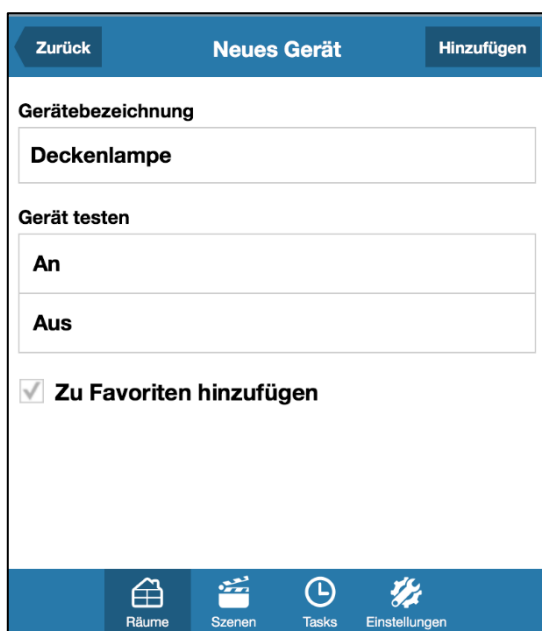 Zurück
Neues Gerät
Hinzufügen
Gerätebezeichnung
Deckenlampe
Gerät testen
An
Aus
Zu Favoriten hinzufügen
Räume
Szenen
Tasks
Einstellungen